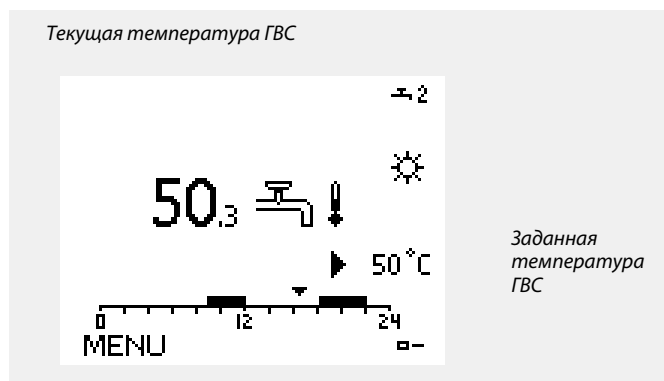 Текущая температура ГВС
2
50.3
50°C
Заданная
температура
ГВС
0 12 24
MENU